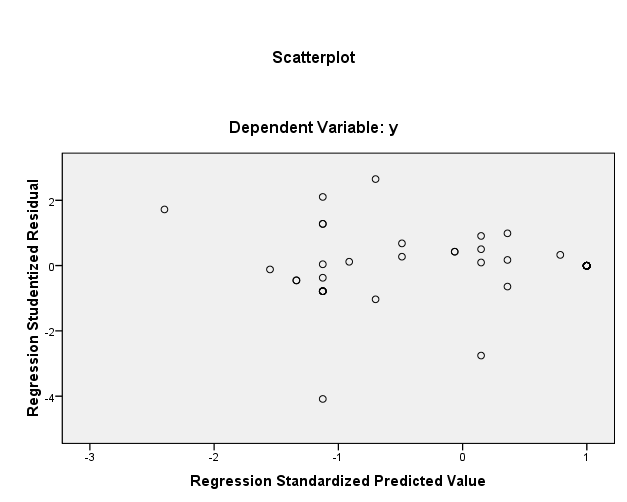 Scatterplot
Dependent Variable: y
Regression Studentized Residual
2
0
-2
-4
-3
-2
-1
0
1
Regression Standardized Predicted Value